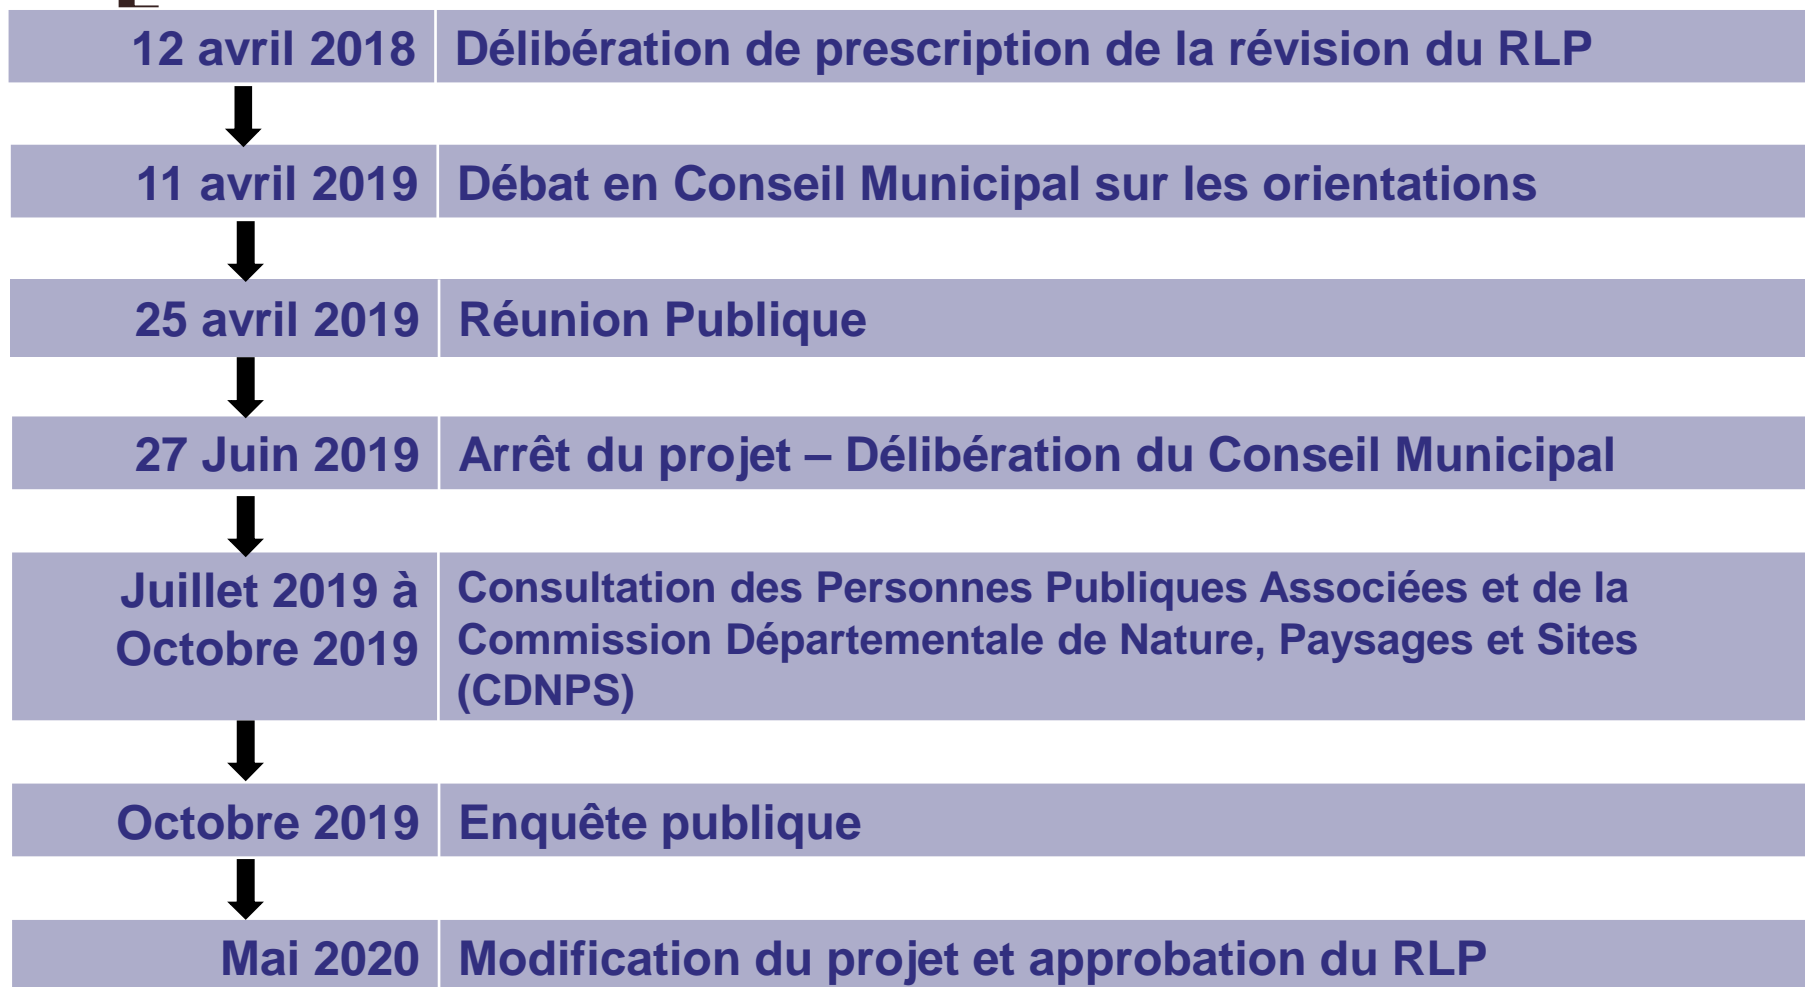 12 avril 2018 Délibération de prescription de la révision du RLP
11 avril 2019 Débat en Conseil Municipal sur les orientations
25 avril 2019 Réunion Publique
27 Juin 2019 Arrêt du projet – Délibération du Conseil Municipal
Juillet 2019 à
Octobre 2019
Consultation des Personnes Publiques Associées et de la
Commission Départementale de Nature, Paysages et Sites
(CDNPS)
Octobre 2019 Enquête publique
Mai 2020 Modification du projet et approbation du RLP